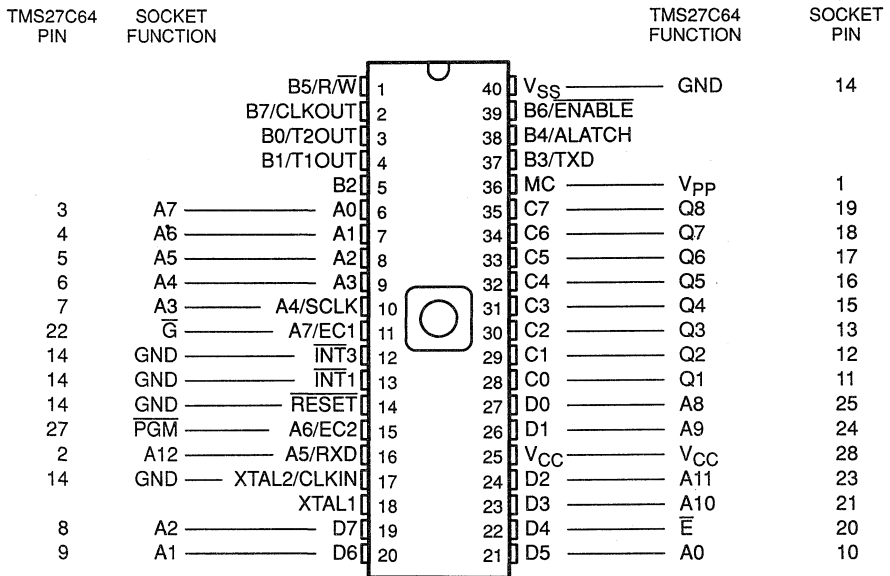 TMS27C64 SOCKET TMS27C64 SOCKET
PIN FUNCTION FUNCTION PIN
B5/R/W̅ 1 40 VSS GND 14
B7/CLKOUT 2 39 B6/E̅N̅A̅B̅L̅E̅
B0/T2OUT 3 38 B4/ALATCH
B1/T1OUT 4 37 B3/TXD
B2 5 36 MC VPP 1
3 A7 A0 6 35 C7 Q8 19
4 A6 A1 7 34 C6 Q7 18
5 A5 A2 8 33 C5 Q6 17
6 A4 A3 9 32 C4 Q5 16
7 A3 A4/SCLK 10 31 C3 Q4 15
22 G̅ A7/EC1 11 30 C2 Q3 13
14 GND I̅N̅T̅3 12 29 C1 Q2 12
14 GND I̅N̅T̅1 13 28 C0 Q1 11
14 GND R̅E̅S̅E̅T̅ 14 27 D0 A8 25
27 P̅G̅M̅ A6/EC2 15 26 D1 A9 24
2 A12 A5/RXD 16 25 VCC VCC 28
14 GND XTAL2/CLKIN 17 24 D2 A11 23
XTAL1 18 23 D3 A10 21
8 A2 D7 19 22 D4 E̅ 20
9 A1 D6 20 21 D5 A0 10